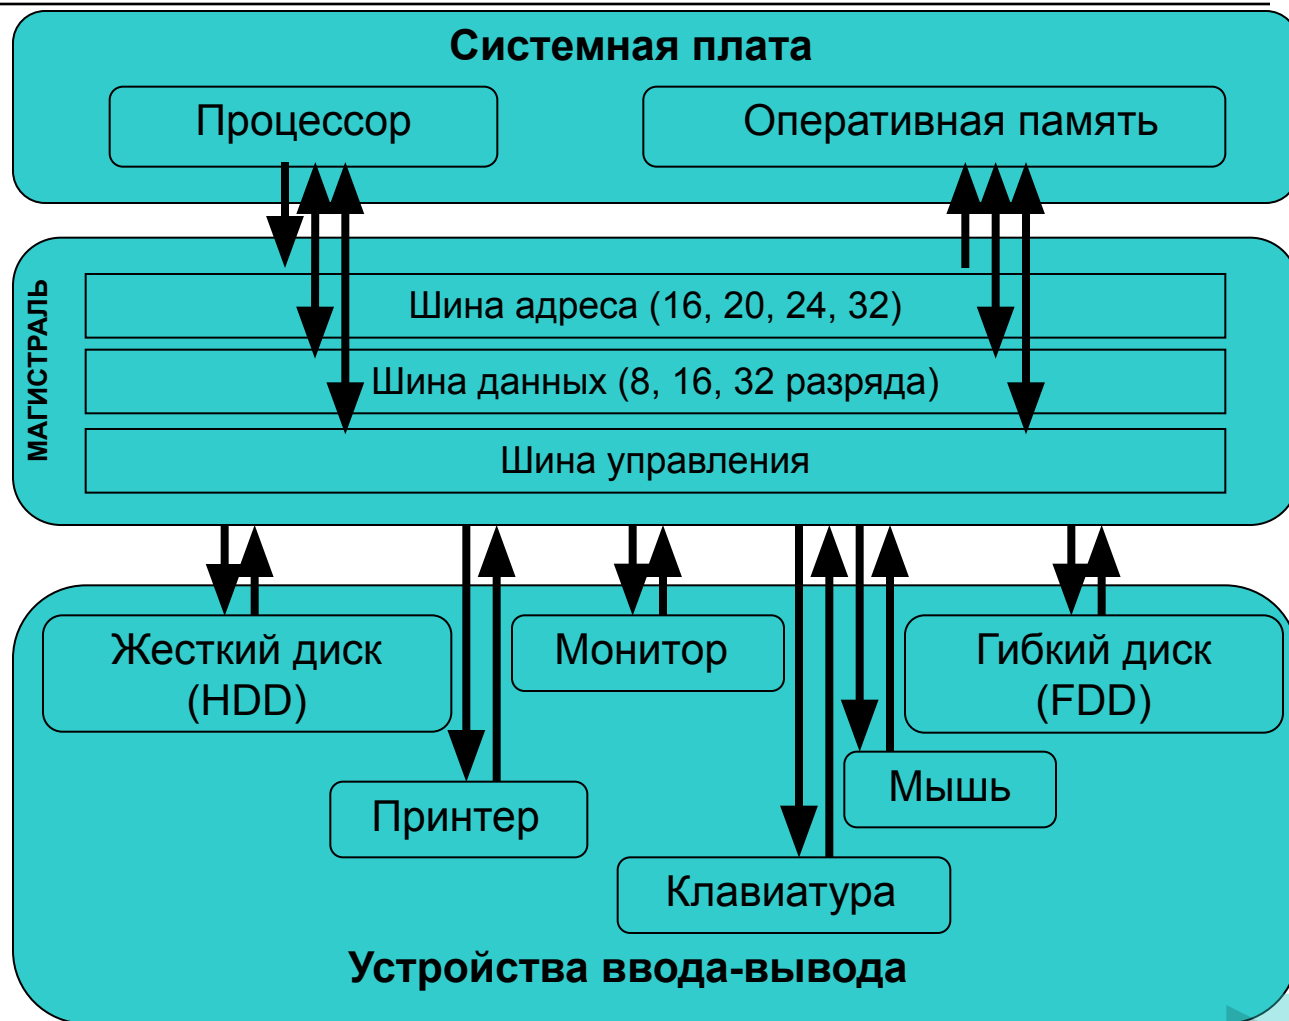 Системная плата
Процессор
Оперативная память
МАГИСТРАЛЬ
Шина адреса (16, 20, 24, 32)
Шина данных (8, 16, 32 разряда)
Шина управления
Жесткий диск
(HDD)
Монитор
Гибкий диск
(FDD)
Мышь
Принтер
Клавиатура
Устройства ввода-вывода